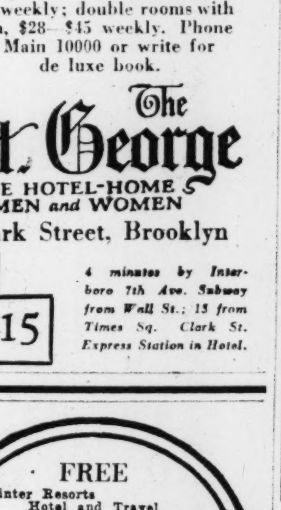 weekly; double rooms with
$28—$45 weekly. Phone
Main 10000 or write for
de luxe book.
The
t. George
E HOTEL-HOME
MEN and WOMEN
rk Street, Brooklyn
4 minutes by Inter-
boro 7th Ave. Subway
from Wall St.; 15 from
Times Sq. Clark St.
Express Station in Hotel.
15
FREE
inter Resorts
Hotel and Travel